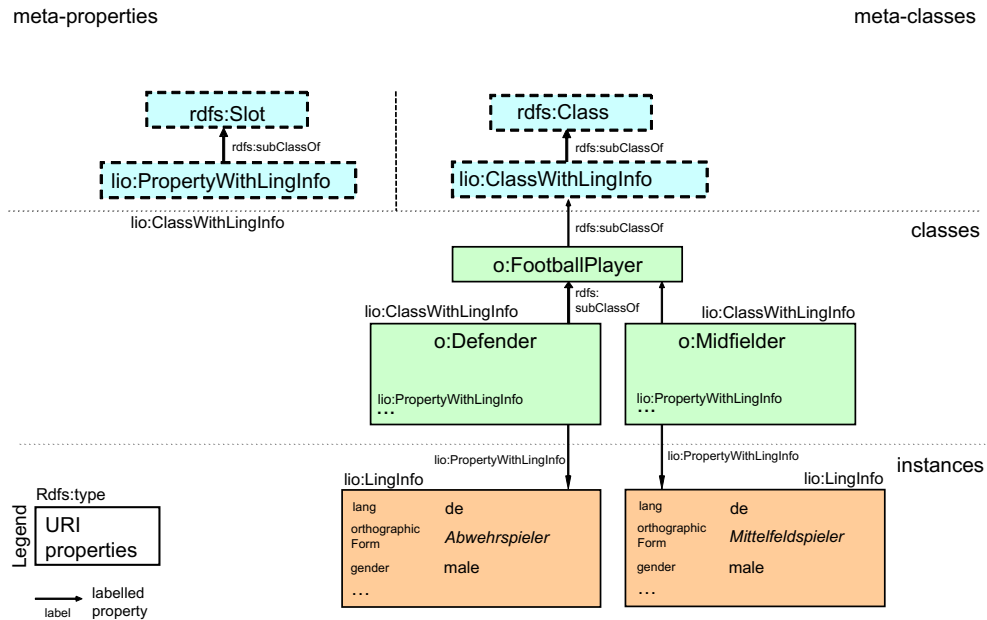 meta-properties
meta-classes
rdfs:Slot
rdfs:subClassOf
lio:PropertyWithLingInfo
rdfs:Class
rdfs:subClassOf
lio:ClassWithLingInfo
lio:ClassWithLingInfo
rdfs:subClassOf
classes
o:FootballPlayer
rdfs:
subClassOf
lio:ClassWithLingInfo
o:Defender
lio:PropertyWithLingInfo
...
lio:ClassWithLingInfo
o:Midfielder
lio:PropertyWithLingInfo
...
lio:PropertyWithLingInfo
lio:PropertyWithLingInfo
instances
lio:LingInfo
lang de
orthographic
Form Abwehrspieler
gender male
...
lio:LingInfo
lang de
orthographic
Form Mittelfeldspieler
gender male
...
Legend
Rdfs:type
URI
properties
label
labelled
property